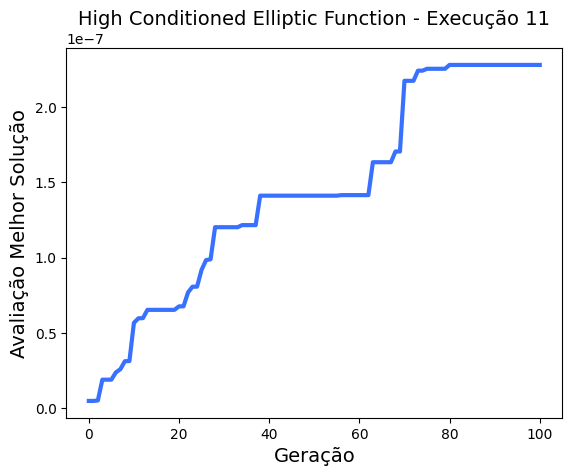 High Conditioned Elliptic Function - Execução 11
1e−7
2.0
1.5
1.0
0.5
0.0
Avaliação Melhor Solução
0 20 40 60 80 100
Geração